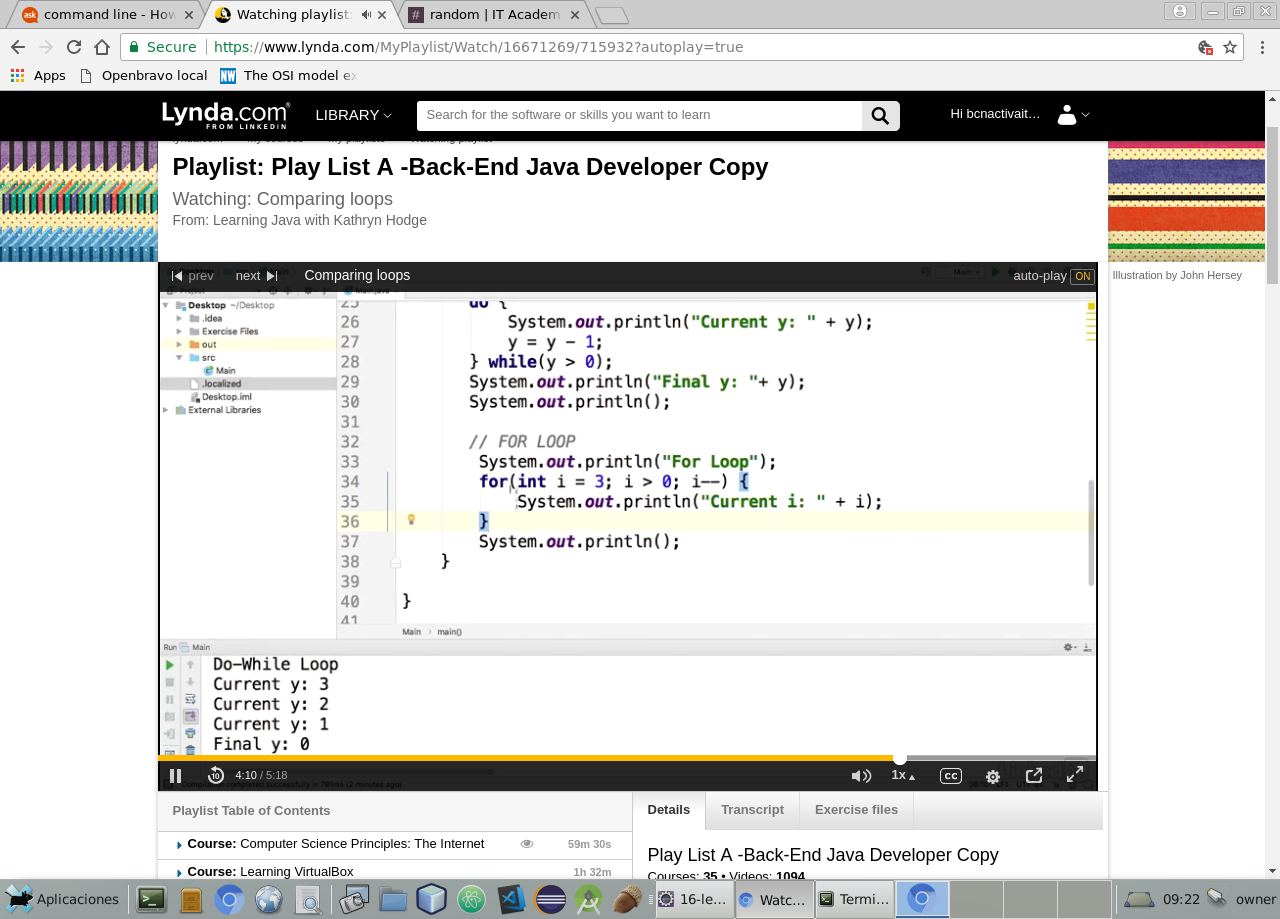 command line - How
Watching playlist:
random | IT Academ
Secure https://www.lynda.com/MyPlaylist/Watch/16671269/715932?autoplay=true
Apps Openbravo local NW The OSI model ex
Lynda.com FROM LINKEDIN LIBRARY Search for the software or skills you want to learn Hi bcnactivait...
Playlist: Play List A -Back-End Java Developer Copy
Watching: Comparing loops
From: Learning Java with Kathryn Hodge
Illustration by John Hersey
prev next Comparing loops auto-play ON
Desktop ~/Desktop
.idea
Exercise Files
out
src
Main
.localized
Desktop.iml
External Libraries
25 do {
26 System.out.println("Current y: " + y);
27 y = y - 1;
28 } while(y > 0);
29 System.out.println("Final y: "+ y);
30 System.out.println();
31
32 // FOR LOOP
33 System.out.println("For Loop");
34 for(int i = 3; i > 0; i--) {
35 System.out.println("Current i: " + i);
36 }
37 System.out.println();
38 }
39
40 }
41
Main › main()
Run Main
Do-While Loop
Current y: 3
Current y: 2
Current y: 1
Final y: 0
10 4:10 / 5:18 1x CC
Playlist Table of Contents
Course: Computer Science Principles: The Internet 59m 30s
Course: Learning VirtualBox 1h 32m
Details Transcript Exercise files
Play List A -Back-End Java Developer Copy
Courses: 35 • Videos: 1094
Aplicaciones 16-le... Watc... Termi... 09:22 owner